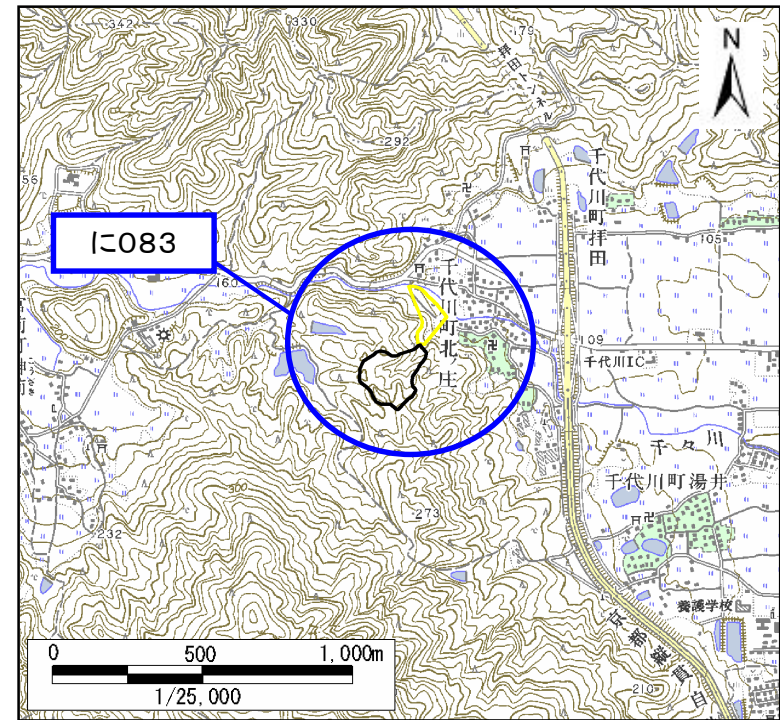 342
330
179
N
拝田トンネル
292
56
千代川町拝田
に083
105
160
千代川町北ノ庄
109
千代川IC
千々川
千代川町湯井
300
273
232
養護学校
京都縦貫自
210
0 500 1,000m
1/25,000